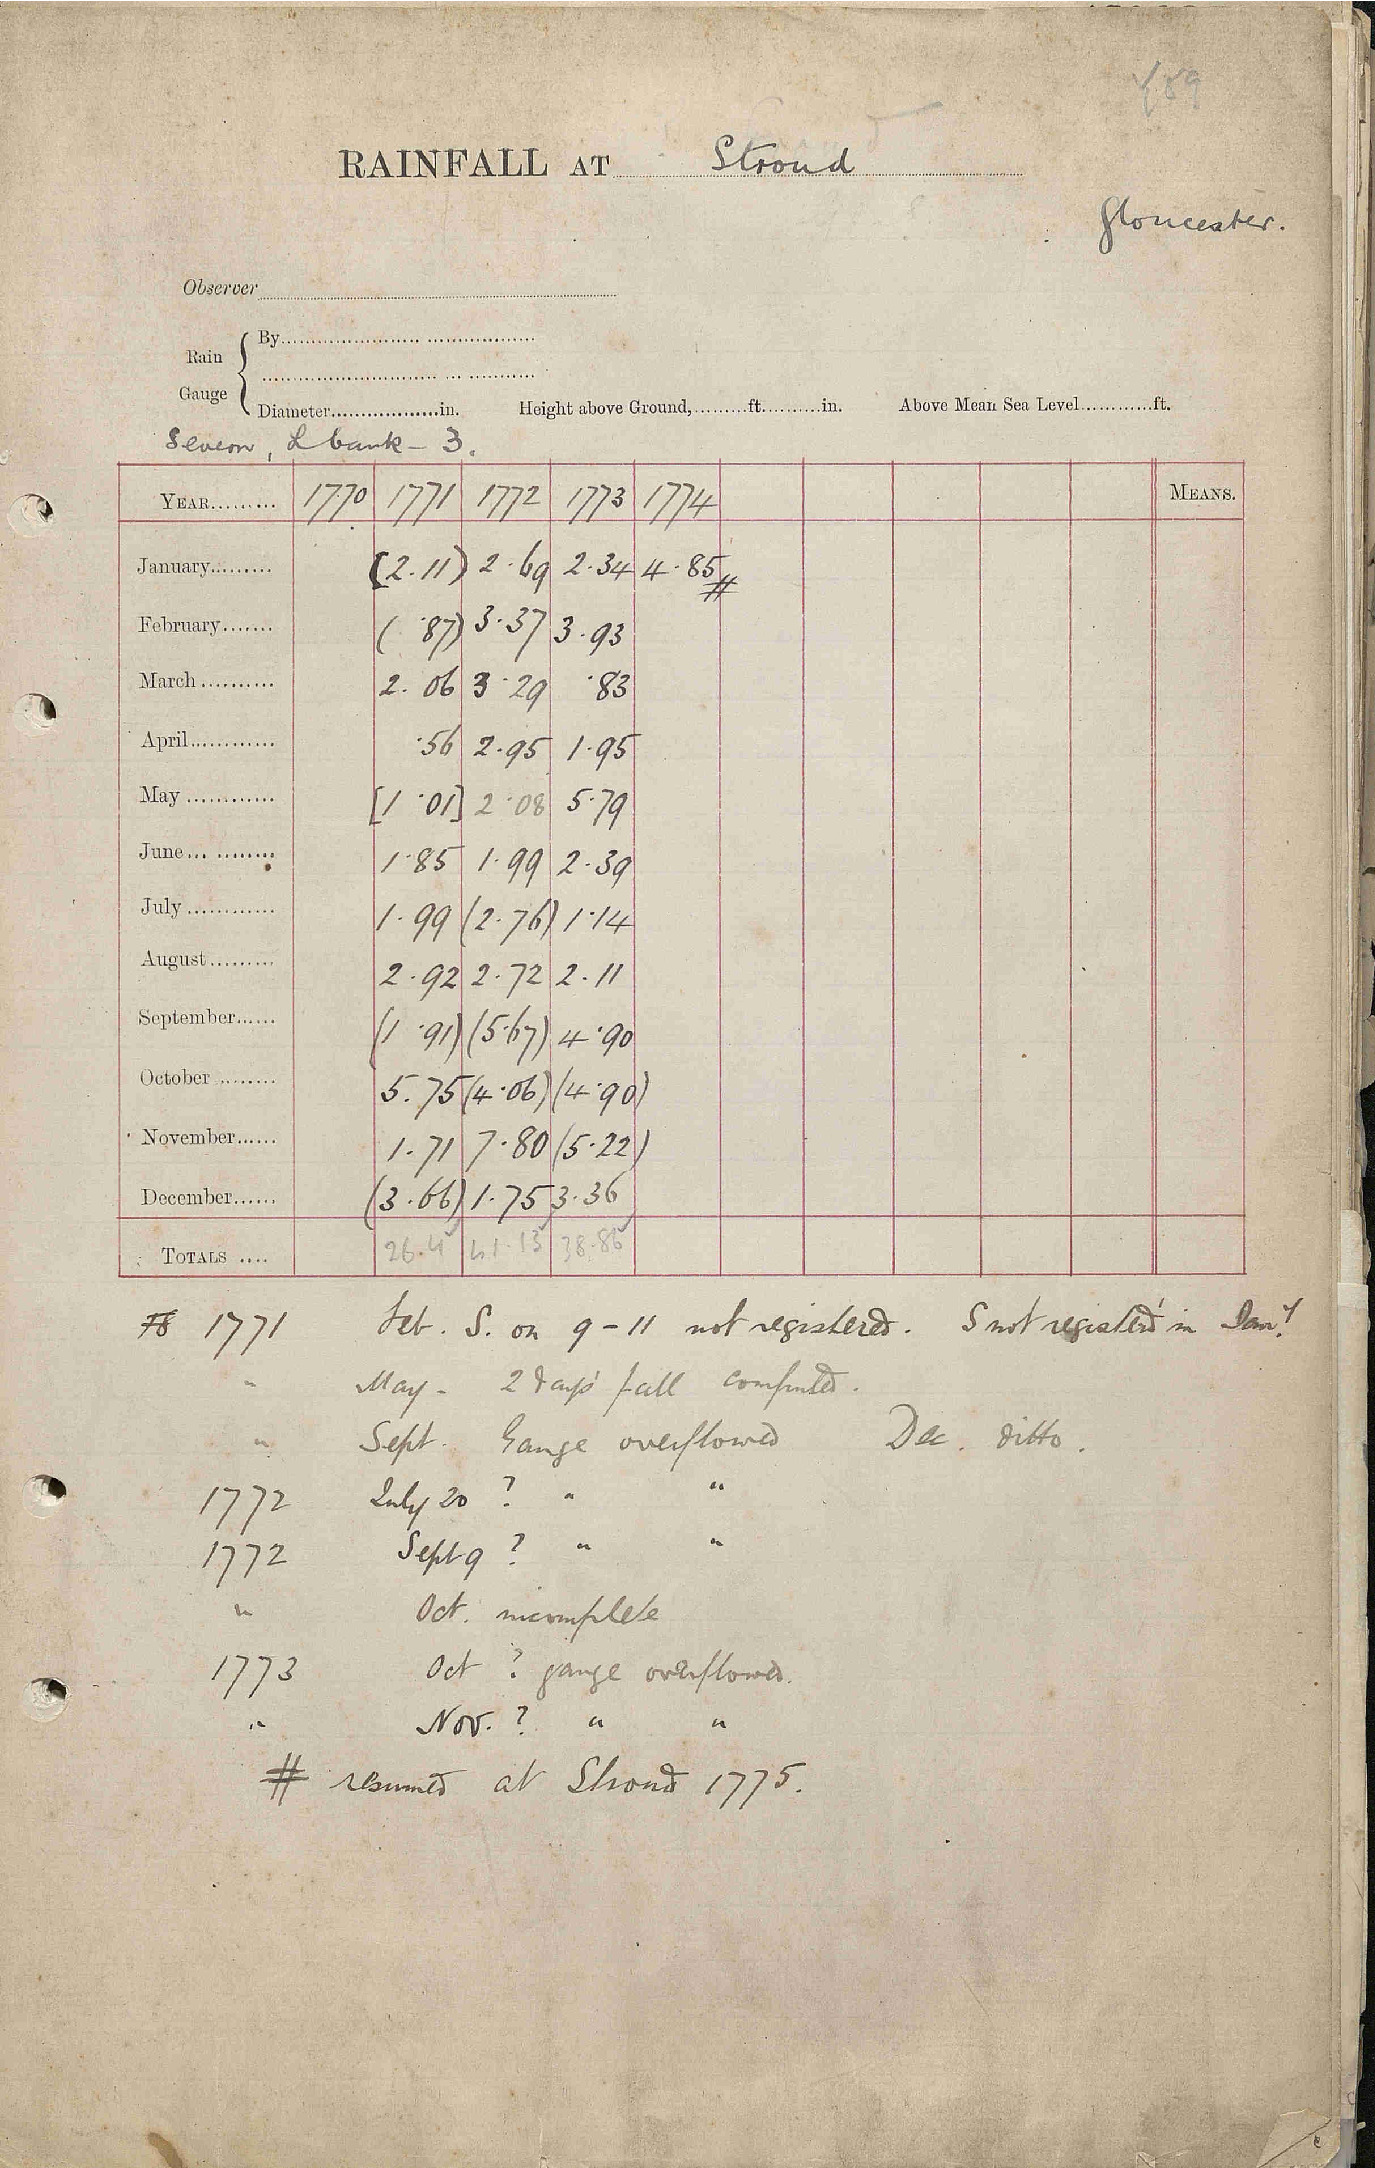 RAINFALL AT Stroud
Gloucester.
Observer
Rain Gauge { By
Diameter in. Height above Ground, ft. in. Above Mean Sea Level ft.
Severn, L bank - 3.
YEAR 1770 1771 1772 1773 1774 MEANS.
January (2.11) 2.69 2.34 4.85 #
February ( .87) 3.37 3.93
March 2.06 3.29 .83
April .56 2.95 1.95
May [1.01] 2.08 5.79
June 1.85 1.99 2.39
July 1.99 (2.76) 1.14
August 2.92 2.72 2.11
September (1.91) (5.67) 4.90
October 5.75 (4.06) (4.90)
November 1.71 7.80 (5.22)
December (3.66) 1.75 3.36
TOTALS 26.4 41.13 38.86
1771 Feb. S. on 9-11 not registered. S not register'd in Jany
" May - 2 days' fall computed.
" Sept. Gauge overflowed Dec. ditto.
1772 July 20 ? " "
1772 Sept 9 ? " "
" Oct. incomplete
1773 Oct ? gauge overflowed.
" Nov. ? " "
# resumed at Stroud 1775.